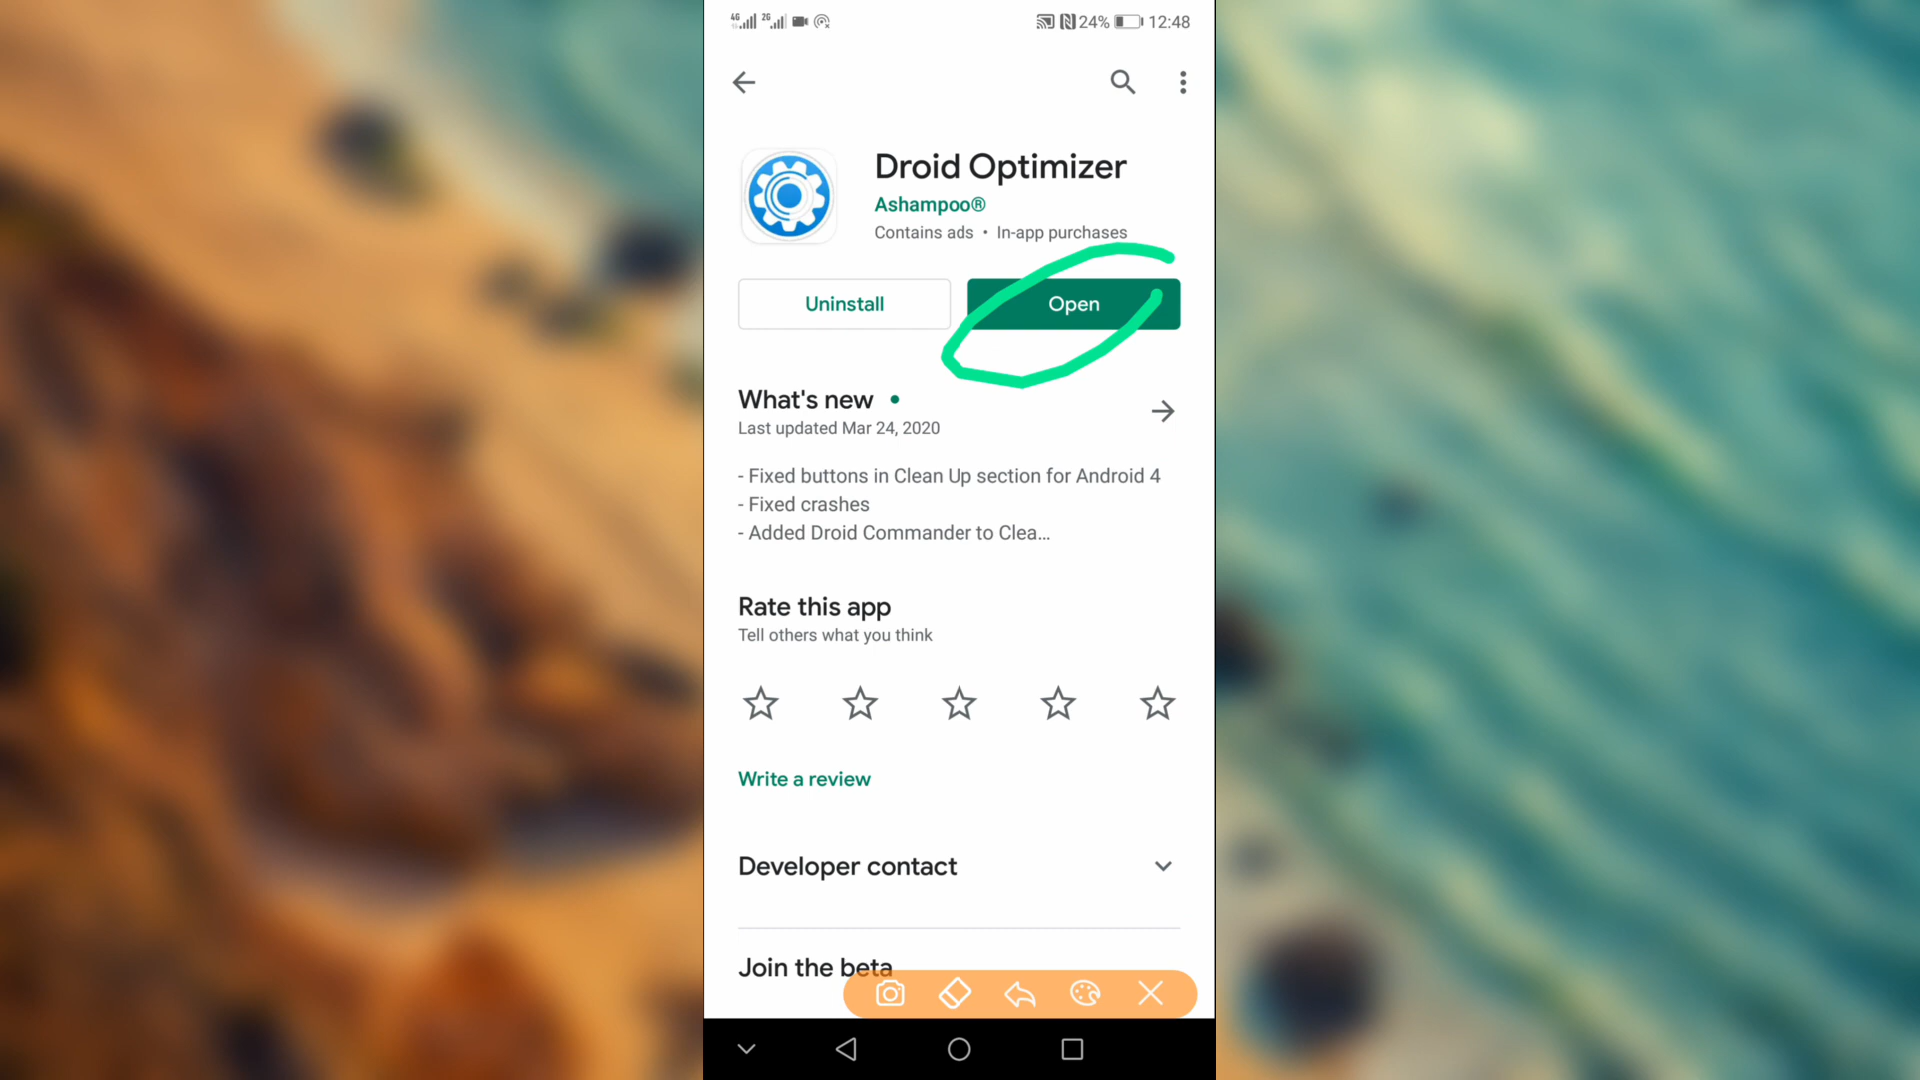 4G 2G 24% 12:48
Droid Optimizer
Ashampoo®
Contains ads • In-app purchases
Uninstall
Open
What's new •
Last updated Mar 24, 2020
- Fixed buttons in Clean Up section for Android 4
- Fixed crashes
- Added Droid Commander to Clea...
Rate this app
Tell others what you think
Write a review
Developer contact
Join the beta